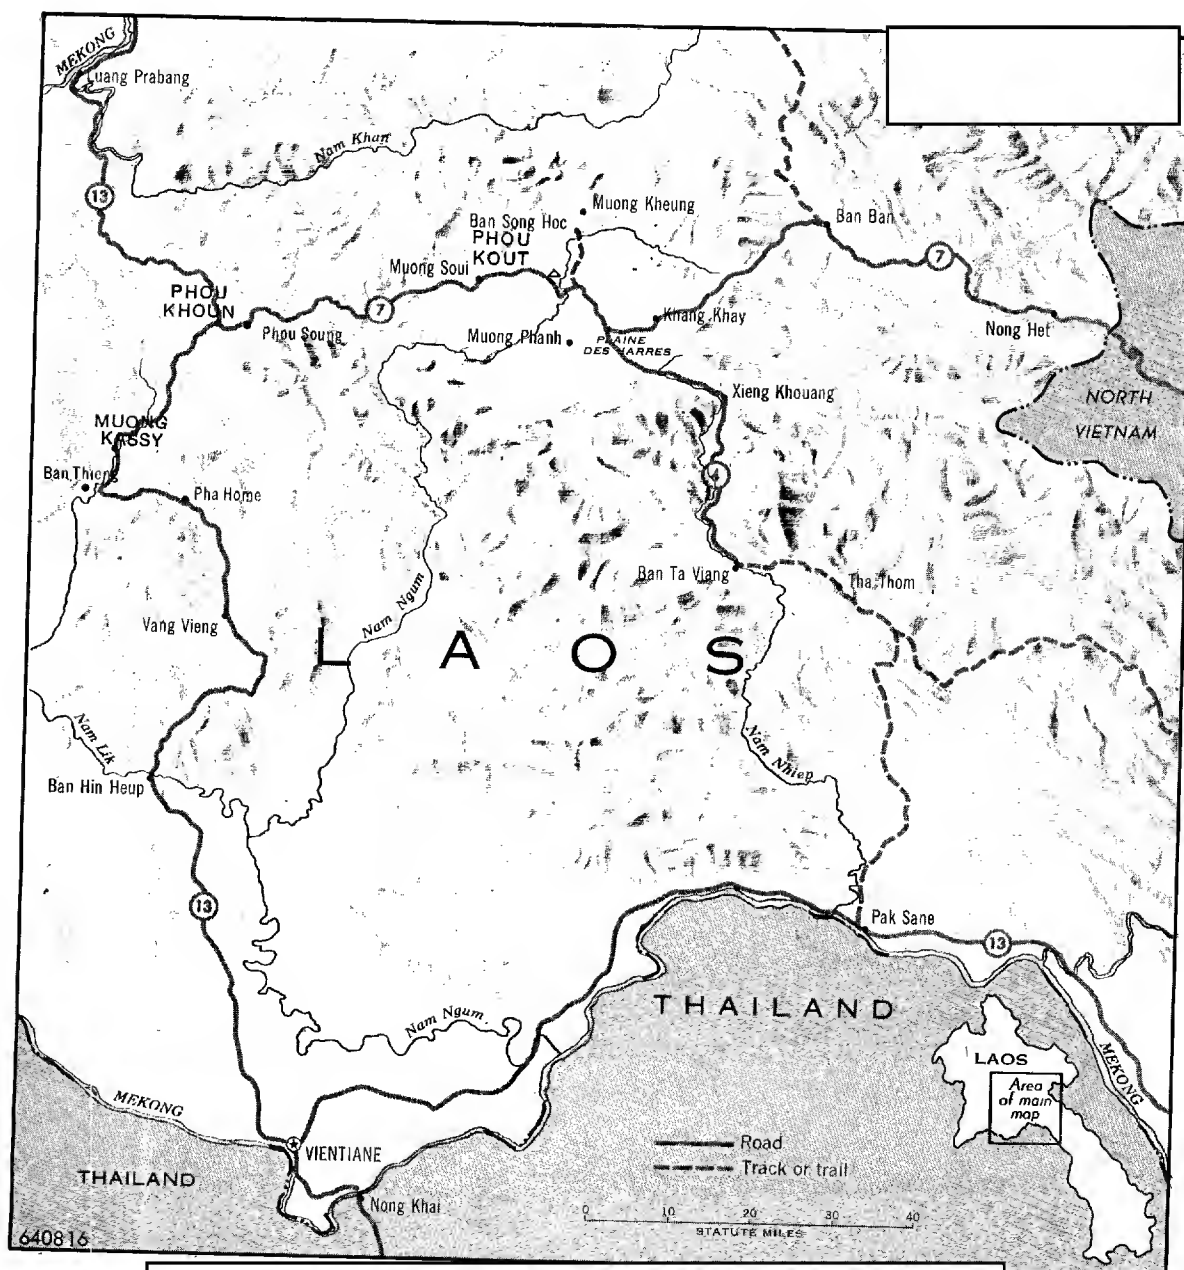 MEKONG
Luang Prabang
Nam Khan
13
Muong Kheung
Ban Song Hoc
PHOU
KOUT
Ban Ban
7
Muong Soui
PHOU
KHOUN
7
Phou Soung
Khang Khay
Nong Het
Muong Phanh
PLAINE
DES JARRES
Xieng Khouang
NORTH
VIETNAM
MUONG
KASSY
Ban Thieng
Pha Home
4
Ban Ta Viang
Tha Thom
Nam Ngum
Vang Vieng
LAOS
Nam Lik
Nam Nhiep
Ban Hin Heup
13
Pak Sane
13
THAILAND
Nam Ngum
LAOS
Area
of main
map
MEKONG
MEKONG
VIENTIANE
Road
Track or trail
THAILAND
Nong Khai
0 10 20 30 40
STATUTE MILES
640816